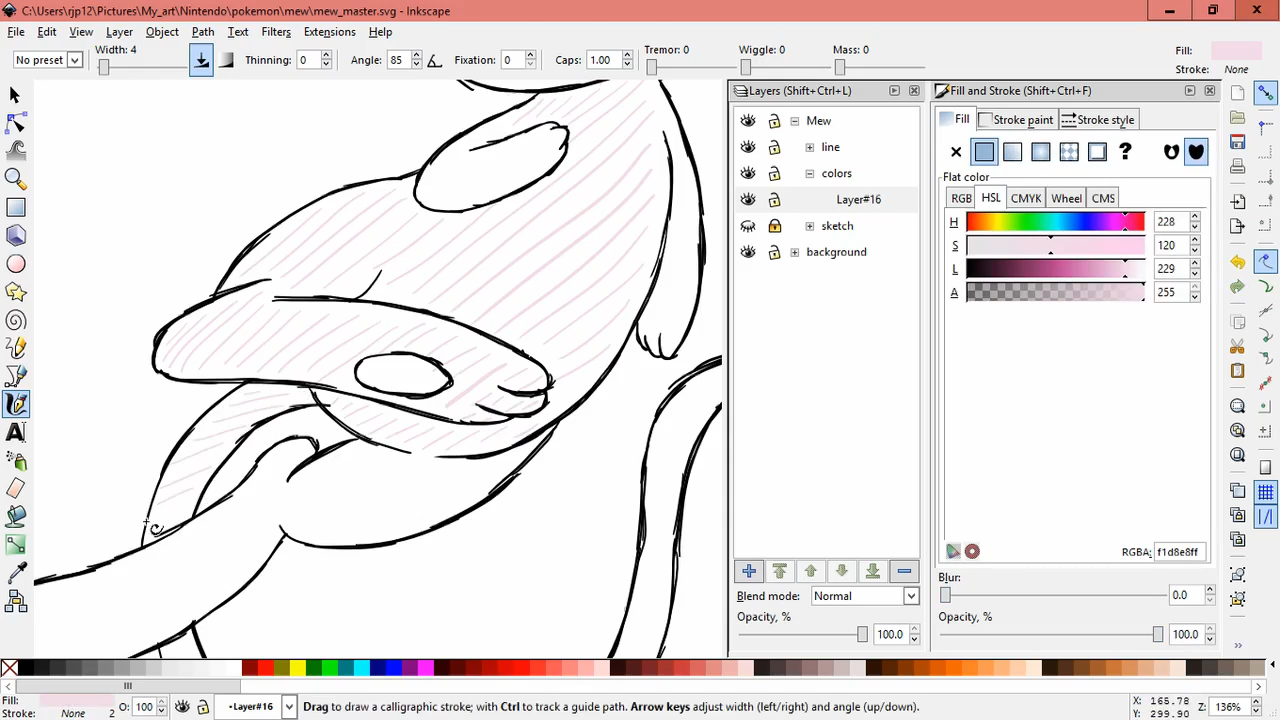 C:\Users\rjp12\Pictures\My_art\Nintendo\pokemon\mew\mew_master.svg - Inkscape
File Edit View Layer Object Path Text Filters Extensions Help
No preset Width: 4 Thinning: 0 Angle: 85 Fixation: 0 Caps: 1.00 Tremor: 0 Wiggle: 0 Mass: 0 Fill:
Stroke: None
Layers (Shift+Ctrl+L)
Mew
line
colors
Layer#16
sketch
background
Blend mode: Normal
Opacity, % 100.0
Fill and Stroke (Shift+Ctrl+F)
Fill Stroke paint Stroke style
?
Flat color
RGB HSL CMYK Wheel CMS
H 228
S 120
L 229
A 255
RGBA: f1d8e8ff
Blur:
0.0
Opacity, %
100.0
Fill:
Stroke: None 2 O: 100 •Layer#16 Drag to draw a calligraphic stroke; with Ctrl to track a guide path. Arrow keys adjust width (left/right) and angle (up/down). X: 165.78
Y: 299.90 Z: 136%